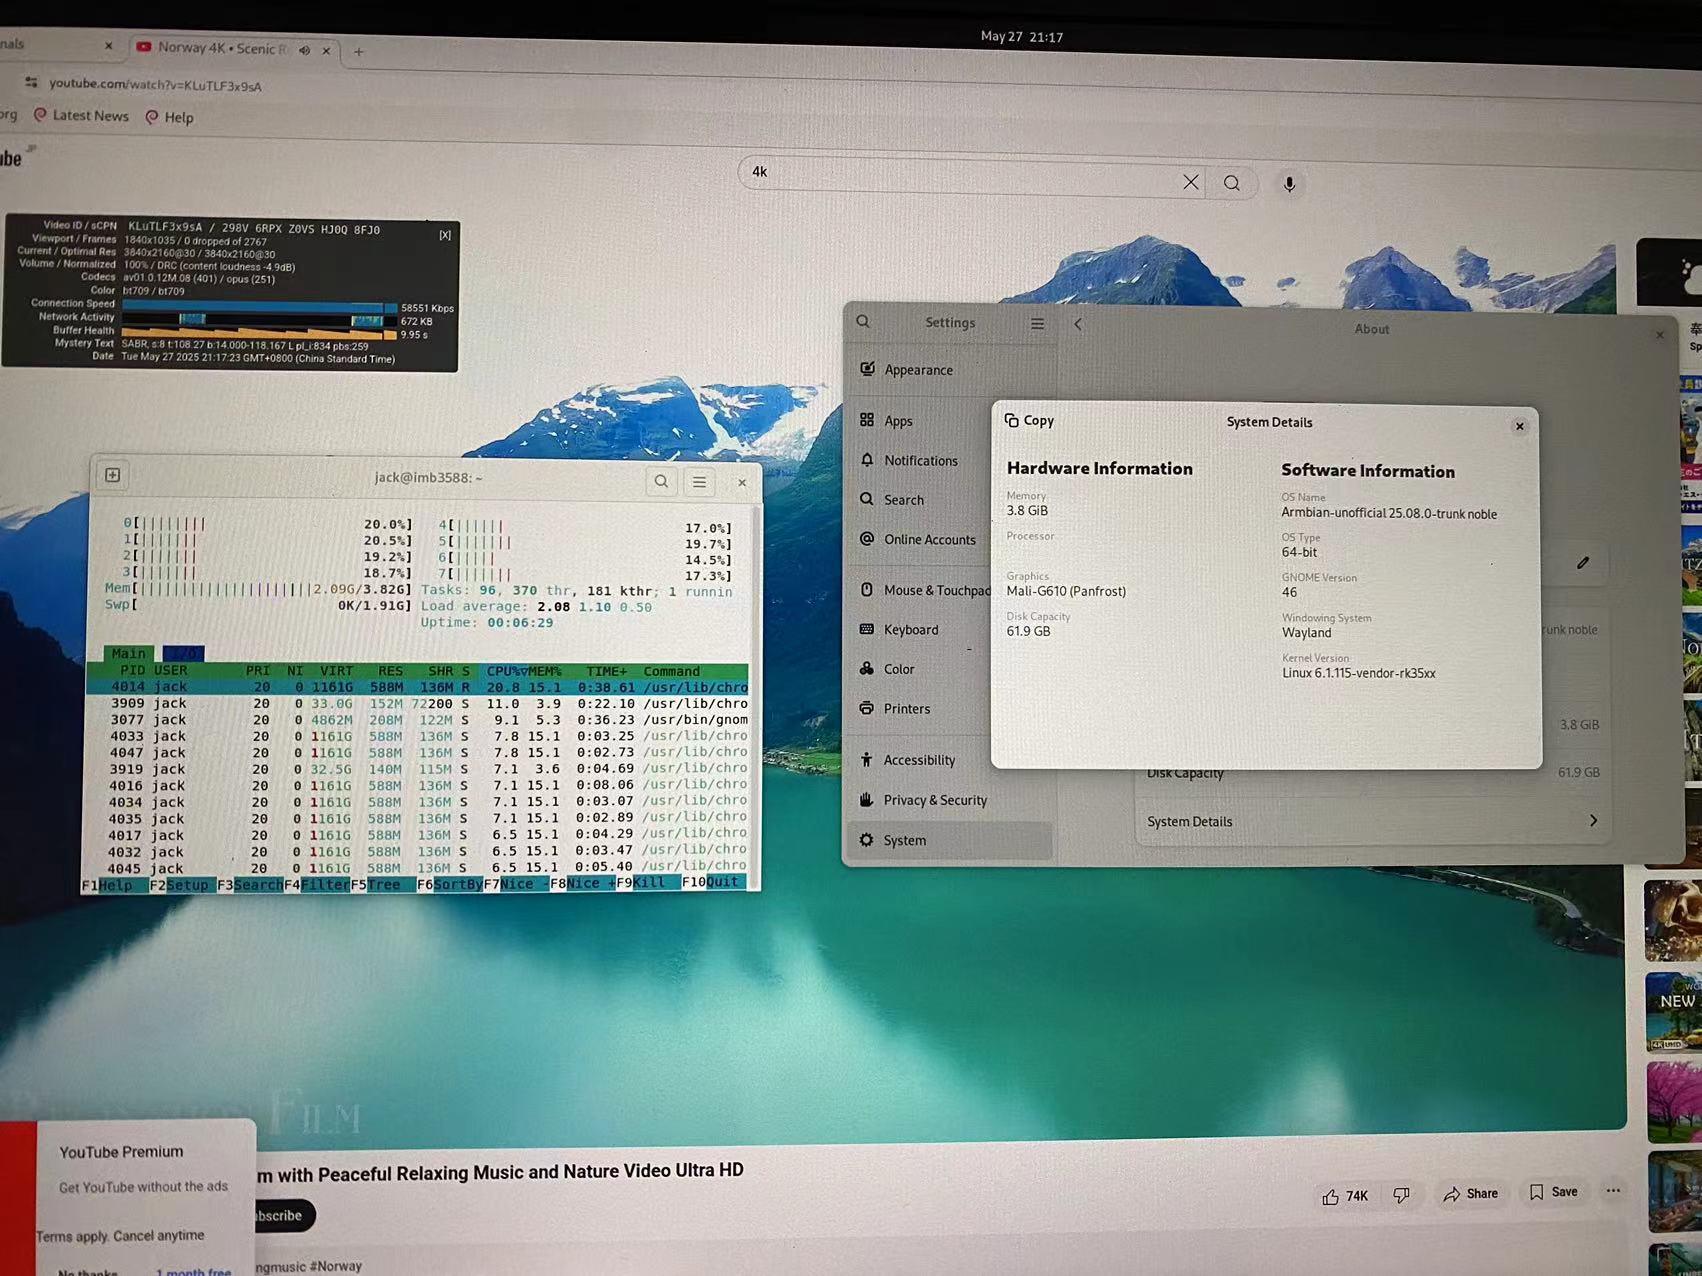 May 27 21:17
nals
Norway 4K • Scenic R
youtube.com/watch?v=KLuTLF3x9sA
org
Latest News
Help
ube JP
4k
Video ID / sCPN KLuTLF3x9sA / 298V 6RPX Z0VS HJ0Q 8FJ0
[X]
Viewport / Frames 1840x1035 / 0 dropped of 2767
Current / Optimal Res 3840x2160@30 / 3840x2160@30
Volume / Normalized 100% / DRC (content loudness -4.9dB)
Codecs av01.0.12M.08 (401) / opus (251)
Color bt709 / bt709
Connection Speed 58551 Kbps
Network Activity 672 KB
Buffer Health 9.95 s
Mystery Text SABR, s:8 t:108.27 b:14.000-118.167 L pl_i:834 pbs:259
Date Tue May 27 2025 21:17:23 GMT+0800 (China Standard Time)
jack@imb3588: ~
0[|||||||| 20.0%] 4[|||||| 17.0%]
1[||||||| 20.5%] 5[||||||| 19.7%]
2[||||||| 19.2%] 6[||||| 14.5%]
3[||||||| 18.7%] 7[||||||| 17.3%]
Mem[||||||||||||||||||||2.09G/3.82G] Tasks: 96, 370 thr, 181 kthr; 1 runnin
Swp[ 0K/1.91G] Load average: 2.08 1.10 0.50
Uptime: 00:06:29
Main I/O
PID USER PRI NI VIRT RES SHR S CPU%▽MEM% TIME+ Command
4014 jack 20 0 1161G 588M 136M R 20.8 15.1 0:38.61 /usr/lib/chro
3909 jack 20 0 33.0G 152M 72200 S 11.0 3.9 0:22.10 /usr/lib/chro
3077 jack 20 0 4862M 208M 122M S 9.1 5.3 0:36.23 /usr/bin/gnom
4033 jack 20 0 1161G 588M 136M S 7.8 15.1 0:03.25 /usr/lib/chro
4047 jack 20 0 1161G 588M 136M S 7.8 15.1 0:02.73 /usr/lib/chro
3919 jack 20 0 32.5G 140M 115M S 7.1 3.6 0:04.69 /usr/lib/chro
4016 jack 20 0 1161G 588M 136M S 7.1 15.1 0:08.06 /usr/lib/chro
4034 jack 20 0 1161G 588M 136M S 7.1 15.1 0:03.07 /usr/lib/chro
4035 jack 20 0 1161G 588M 136M S 7.1 15.1 0:02.89 /usr/lib/chro
4017 jack 20 0 1161G 588M 136M S 6.5 15.1 0:04.29 /usr/lib/chro
4032 jack 20 0 1161G 588M 136M S 6.5 15.1 0:03.47 /usr/lib/chro
4045 jack 20 0 1161G 588M 136M S 6.5 15.1 0:05.40 /usr/lib/chro
F1Help F2Setup F3SearchF4FilterF5Tree F6SortByF7Nice -F8Nice +F9Kill F10Quit
Settings
Appearance
Apps
Notifications
Search
Online Accounts
Mouse & Touchpad
Keyboard
Color
Printers
Accessibility
Privacy & Security
System
About
runk noble
3.8 GiB
Disk Capacity 61.9 GB
System Details
Copy
System Details
Hardware Information
Memory
3.8 GiB
Processor
Graphics
Mali-G610 (Panfrost)
Disk Capacity
61.9 GB
Software Information
OS Name
Armbian-unofficial 25.08.0-trunk noble
OS Type
64-bit
GNOME Version
46
Windowing System
Wayland
Kernel Version
Linux 6.1.115-vendor-rk35xx
NEW
4K UHD
FILM
YouTube Premium
Get YouTube without the ads
Terms apply. Cancel anytime
No thanks
1 month free
m with Peaceful Relaxing Music and Nature Video Ultra HD
bscribe
74K
Share
Save
ngmusic #Norway